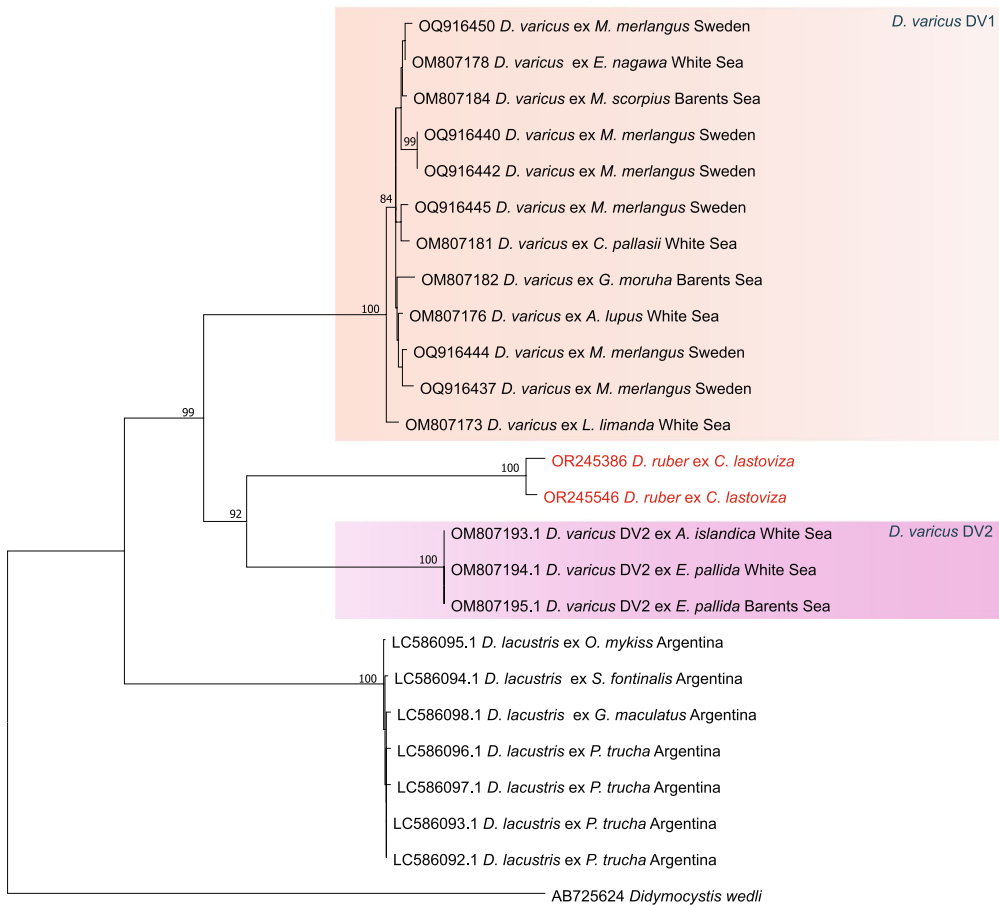 D. varicus DV1
OQ916450 D. varicus ex M. merlangus Sweden
OM807178 D. varicus ex E. nagawa White Sea
OM807184 D. varicus ex M. scorpius Barents Sea
99
OQ916440 D. varicus ex M. merlangus Sweden
OQ916442 D. varicus ex M. merlangus Sweden
84
OQ916445 D. varicus ex M. merlangus Sweden
OM807181 D. varicus ex C. pallasii White Sea
OM807182 D. varicus ex G. moruha Barents Sea
100
OM807176 D. varicus ex A. lupus White Sea
OQ916444 D. varicus ex M. merlangus Sweden
OQ916437 D. varicus ex M. merlangus Sweden
OM807173 D. varicus ex L. limanda White Sea
99
OR245386 D. ruber ex C. lastoviza
100
OR245546 D. ruber ex C. lastoviza
92
D. varicus DV2
OM807193.1 D. varicus DV2 ex A. islandica White Sea
100
OM807194.1 D. varicus DV2 ex E. pallida White Sea
OM807195.1 D. varicus DV2 ex E. pallida Barents Sea
LC586095.1 D. lacustris ex O. mykiss Argentina
100
LC586094.1 D. lacustris ex S. fontinalis Argentina
LC586098.1 D. lacustris ex G. maculatus Argentina
LC586096.1 D. lacustris ex P. trucha Argentina
LC586097.1 D. lacustris ex P. trucha Argentina
LC586093.1 D. lacustris ex P. trucha Argentina
LC586092.1 D. lacustris ex P. trucha Argentina
AB725624 Didymocystis wedli